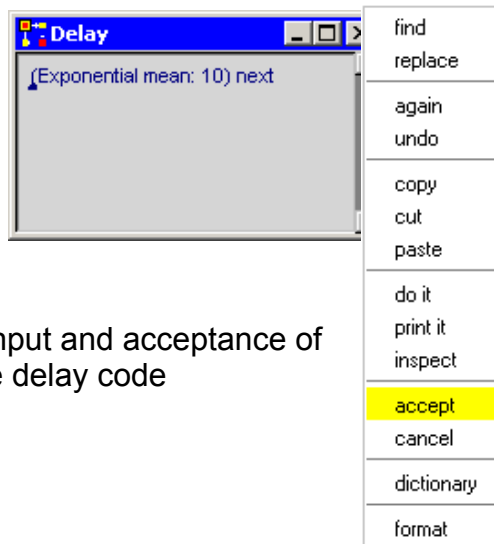 Delay
(Exponential mean: 10) next
find
replace
again
undo
copy
cut
paste
do it
print it
inspect
accept
cancel
dictionary
format
and acceptance of
delay code